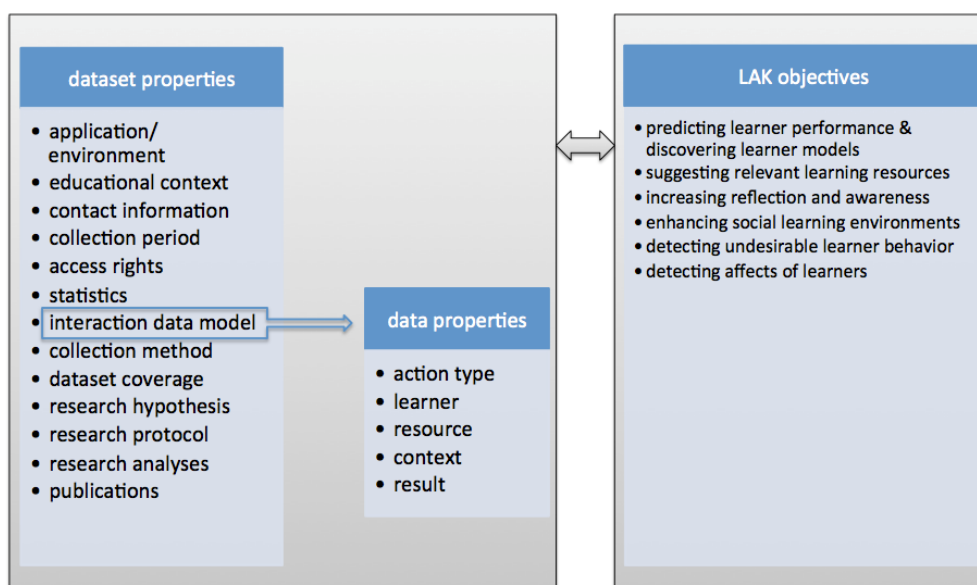 dataset properties
• application/
environment
• educational context
• contact information
• collection period
• access rights
• statistics
• interaction data model
• collection method
• dataset coverage
• research hypothesis
• research protocol
• research analyses
• publications
data properties
• action type
• learner
• resource
• context
• result
LAK objectives
• predicting learner performance &
discovering learner models
• suggesting relevant learning resources
• increasing reflection and awareness
• enhancing social learning environments
• detecting undesirable learner behavior
• detecting affects of learners